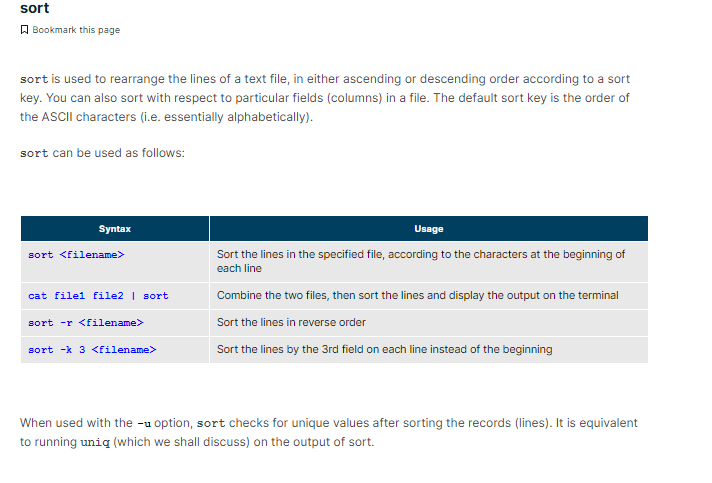 sort
Bookmark this page
sort is used to rearrange the lines of a text file, in either ascending or descending order according to a sort
key. You can also sort with respect to particular fields (columns) in a file. The default sort key is the order of
the ASCII characters (i.e. essentially alphabetically).
sort can be used as follows:
Syntax Usage
sort <filename> Sort the lines in the specified file, according to the characters at the beginning of
each line
cat file1 file2 | sort Combine the two files, then sort the lines and display the output on the terminal
sort -r <filename> Sort the lines in reverse order
sort -k 3 <filename> Sort the lines by the 3rd field on each line instead of the beginning
When used with the -u option, sort checks for unique values after sorting the records (lines). It is equivalent
to running uniq (which we shall discuss) on the output of sort.